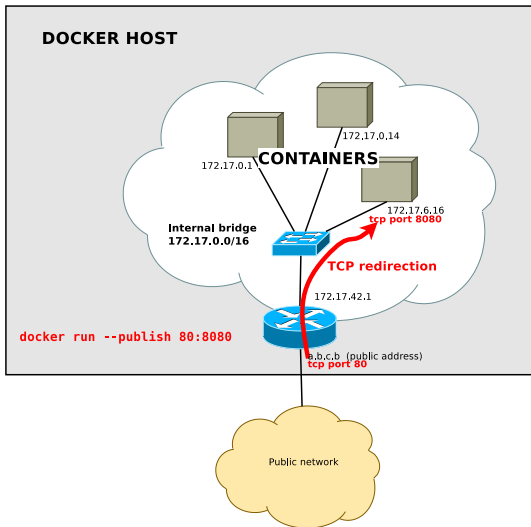 DOCKER HOST
172.17.0.14
172.17.0.1
CONTAINERS
172.17.6.16
tcp port 8080
Internal bridge
172.17.0.0/16
TCP redirection
172.17.42.1
docker run --publish 80:8080
a.b.c.b (public address)
tcp port 80
Public network